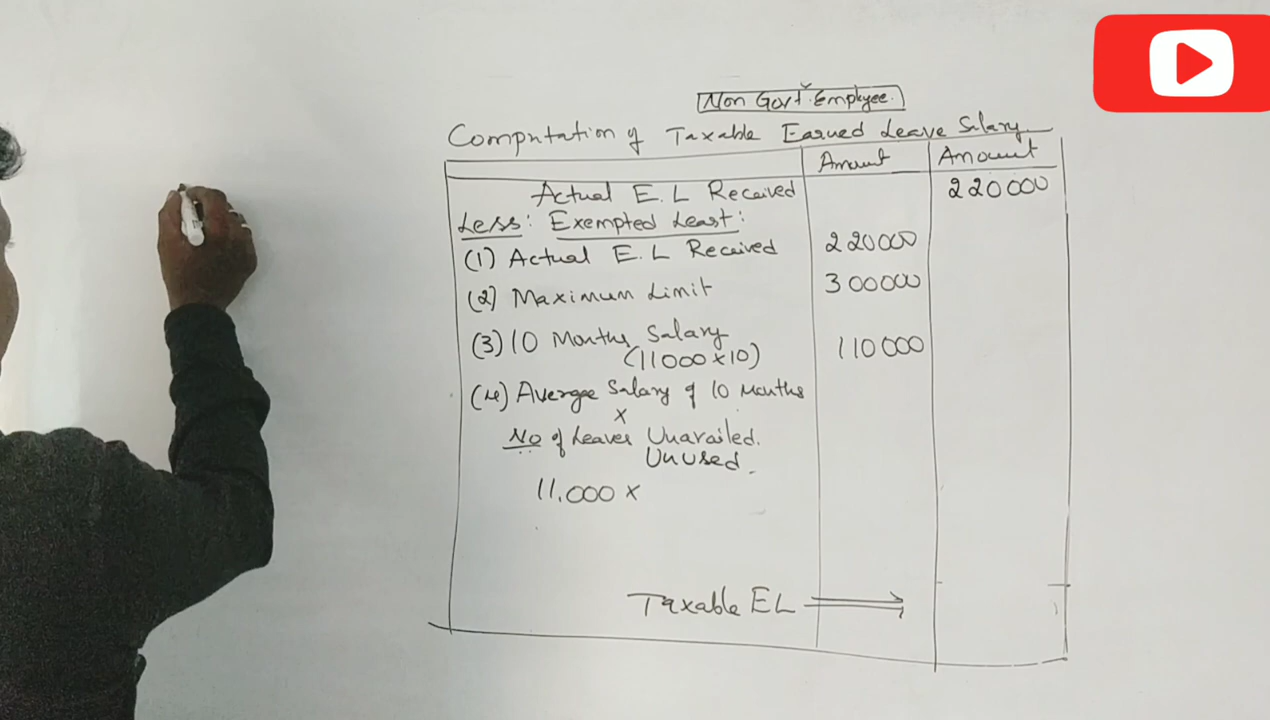 Non Govt. Employee.
Computation of Taxable Earned Leave Salary
Amount Amount
Actual E.L Received 220000
Less: Exempted Least:
(1) Actual E.L Received 220000
(2) Maximum Limit 300000
(3) 10 Months Salary
(11000 x 10) 110000
(4) Average Salary of 10 Months
x
No of Leaves Unavailed.
Unused.
11,000 x
Taxable EL